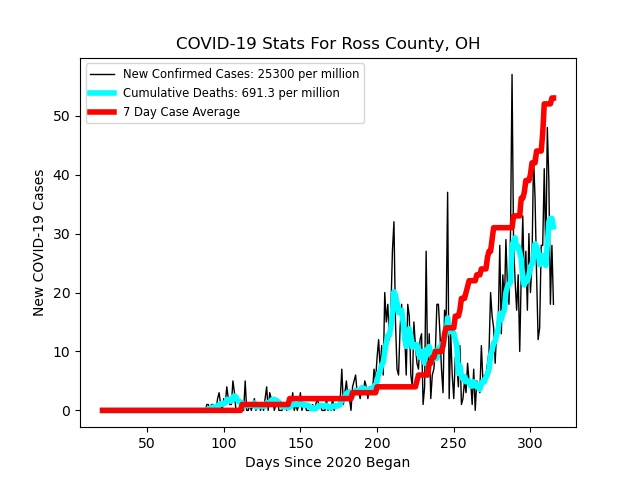 COVID-19 Stats For Ross County, OH
New Confirmed Cases: 25300 per million
Cumulative Deaths: 691.3 per million
7 Day Case Average
New COVID-19 Cases
50
40
30
20
10
0
50 100 150 200 250 300
Days Since 2020 Began